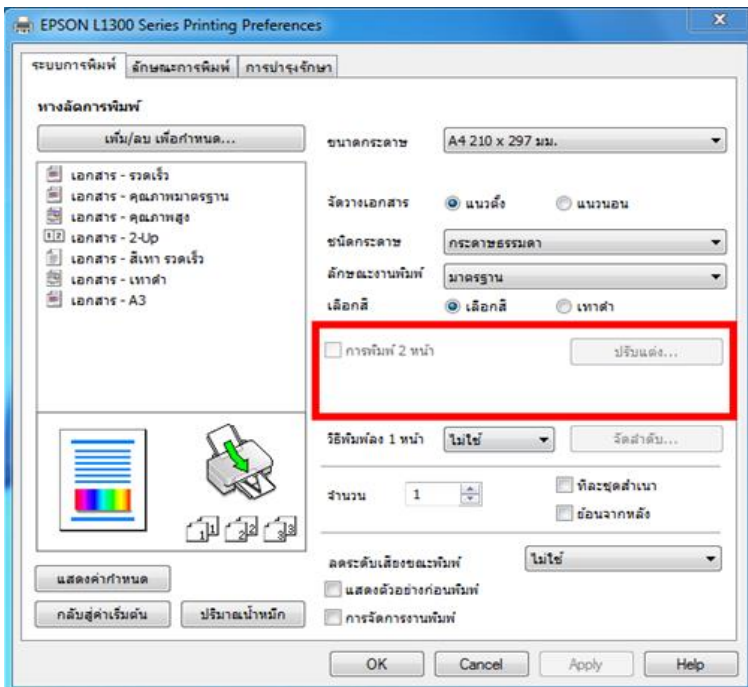 EPSON L1300 Series Printing Preferences
ระบบการพิมพ์ ลักษณะการพิมพ์ การบำรุงรักษา
ทางลัดการพิมพ์
เพิ่ม/ลบ เพื่อกำหนด...
เอกสาร - รวดเร็ว
เอกสาร - คุณภาพมาตรฐาน
เอกสาร - คุณภาพสูง
เอกสาร - 2-Up
เอกสาร - สีเทา รวดเร็ว
เอกสาร - เทาดำ
เอกสาร - A3
ขนาดกระดาษ A4 210 x 297 มม.
จัดวางเอกสาร แนวตั้ง แนวนอน
ชนิดกระดาษ กระดาษธรรมดา
ลักษณะงานพิมพ์ มาตรฐาน
เลือกสี เลือกสี เทาดำ
การพิมพ์ 2 หน้า ปรับแต่ง...
วิธีพิมพ์ลง 1 หน้า ไม่ใช้ จัดลำดับ...
จำนวน 1 ทีละชุดสำเนา
ย้อนจากหลัง
ลดระดับเสียงขณะพิมพ์ ไม่ใช้
แสดงตัวอย่างก่อนพิมพ์
การจัดการงานพิมพ์
1 1 2 2 3 3
แสดงค่ากำหนด
กลับสู่ค่าเริ่มต้น ปริมาณน้ำหมึก
OK Cancel Apply Help